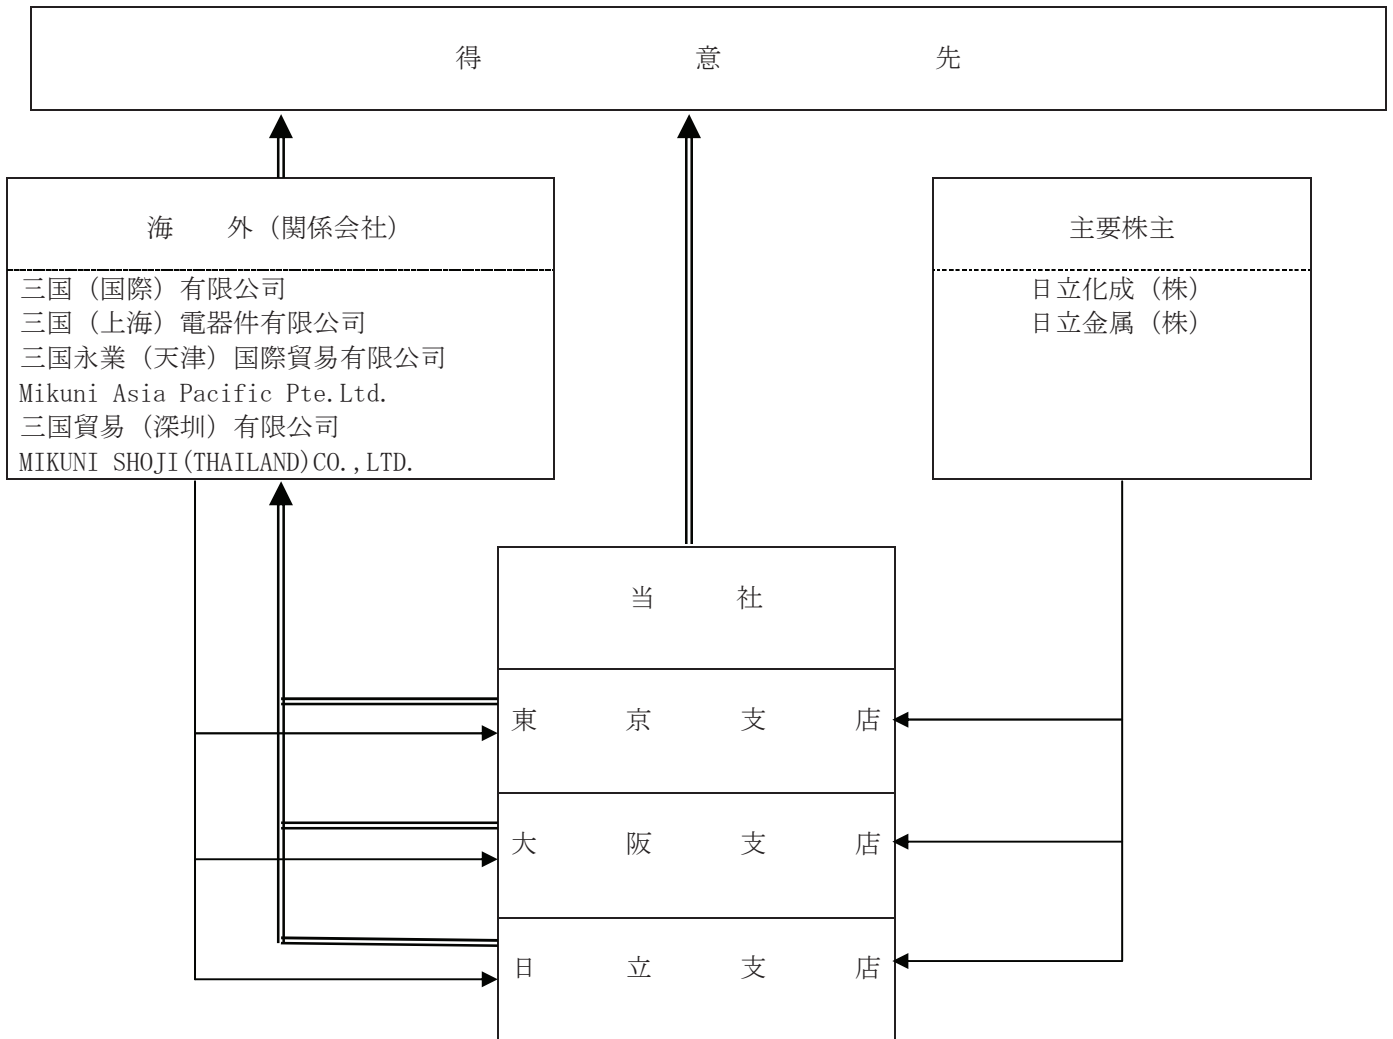 得意先
海外（関係会社）
三国（国際）有限公司
三国（上海）電器件有限公司
三国永業（天津）国際貿易有限公司
Mikuni Asia Pacific Pte.Ltd.
三国貿易（深圳）有限公司
MIKUNI SHOJI(THAILAND)CO.,LTD.
主要株主
日立化成（株）
日立金属（株）
当社
東京支店
大阪支店
日立支店